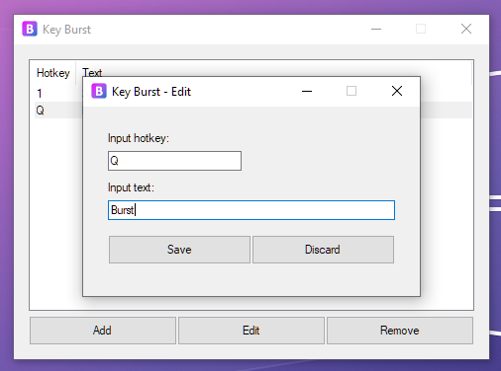 B Key Burst
Hotkey Text
1
Q
B Key Burst - Edit
Input hotkey:
Q
Input text:
Burst
Save Discard
Add Edit Remove